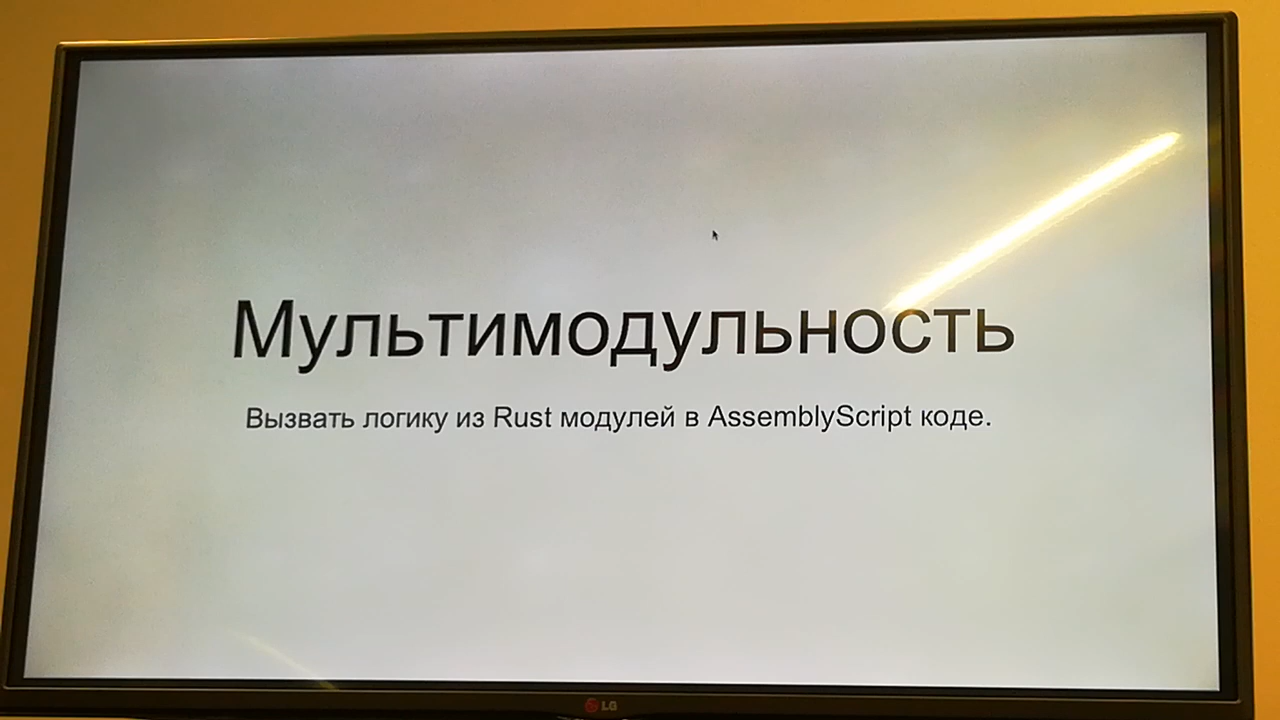 Мультимодульность
Вызвать логику из Rust модулей в AssemblyScript коде.
LG